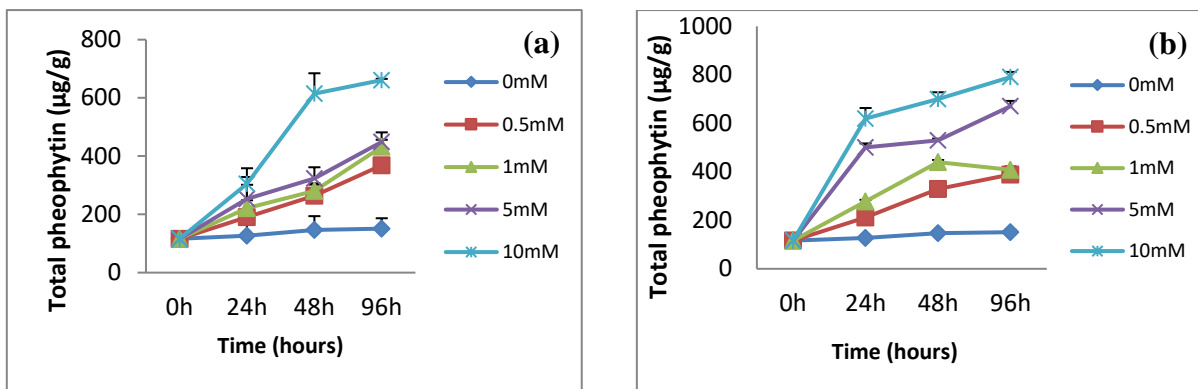 (a)
Total pheophytin (µg/g)
800
600
400
200
0
0h 24h 48h 96h
Time (hours)
0mM
0.5mM
1mM
5mM
10mM
(b)
Total pheophytin (µg/g)
1000
800
600
400
200
0
0h 24h 48h 96h
Time (hours)
0mM
0.5mM
1mM
5mM
10mM